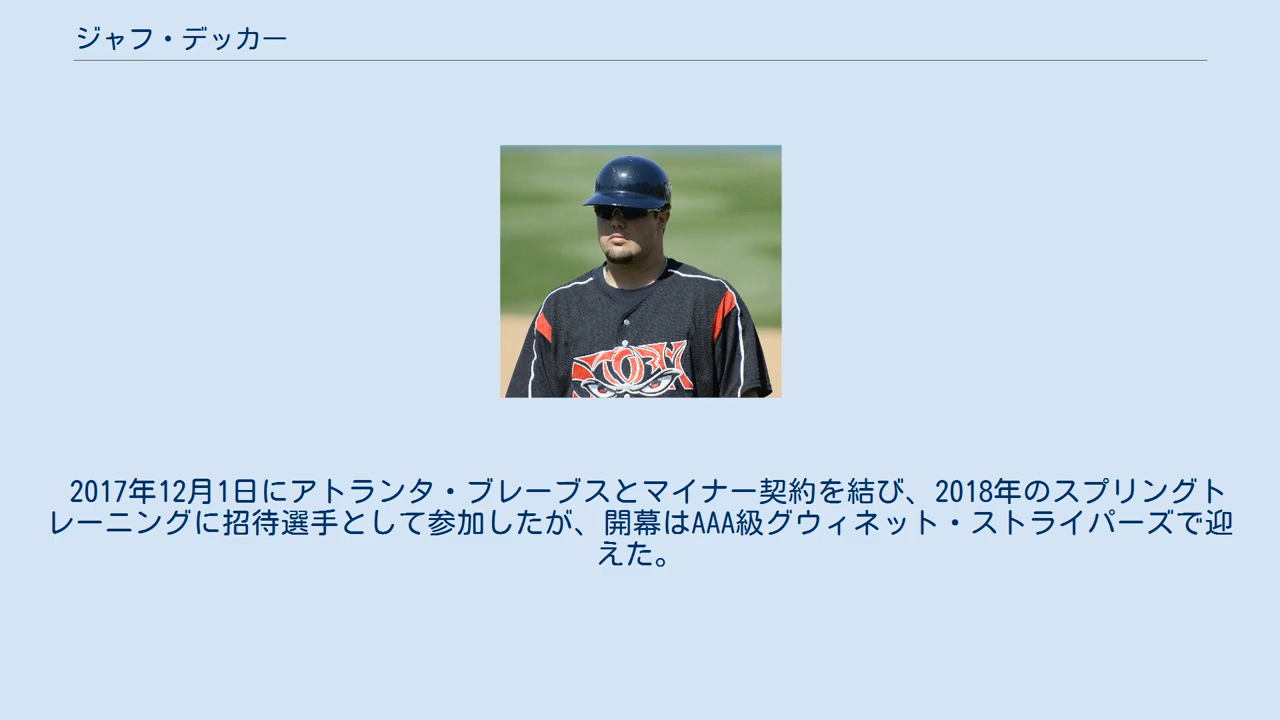 ジャフ・デッカー
STORM
2017年12月1日にアトランタ・ブレーブスとマイナー契約を結び、2018年のスプリングト
レーニングに招待選手として参加したが、開幕はAAA級グウィネット・ストライパーズで迎
えた。